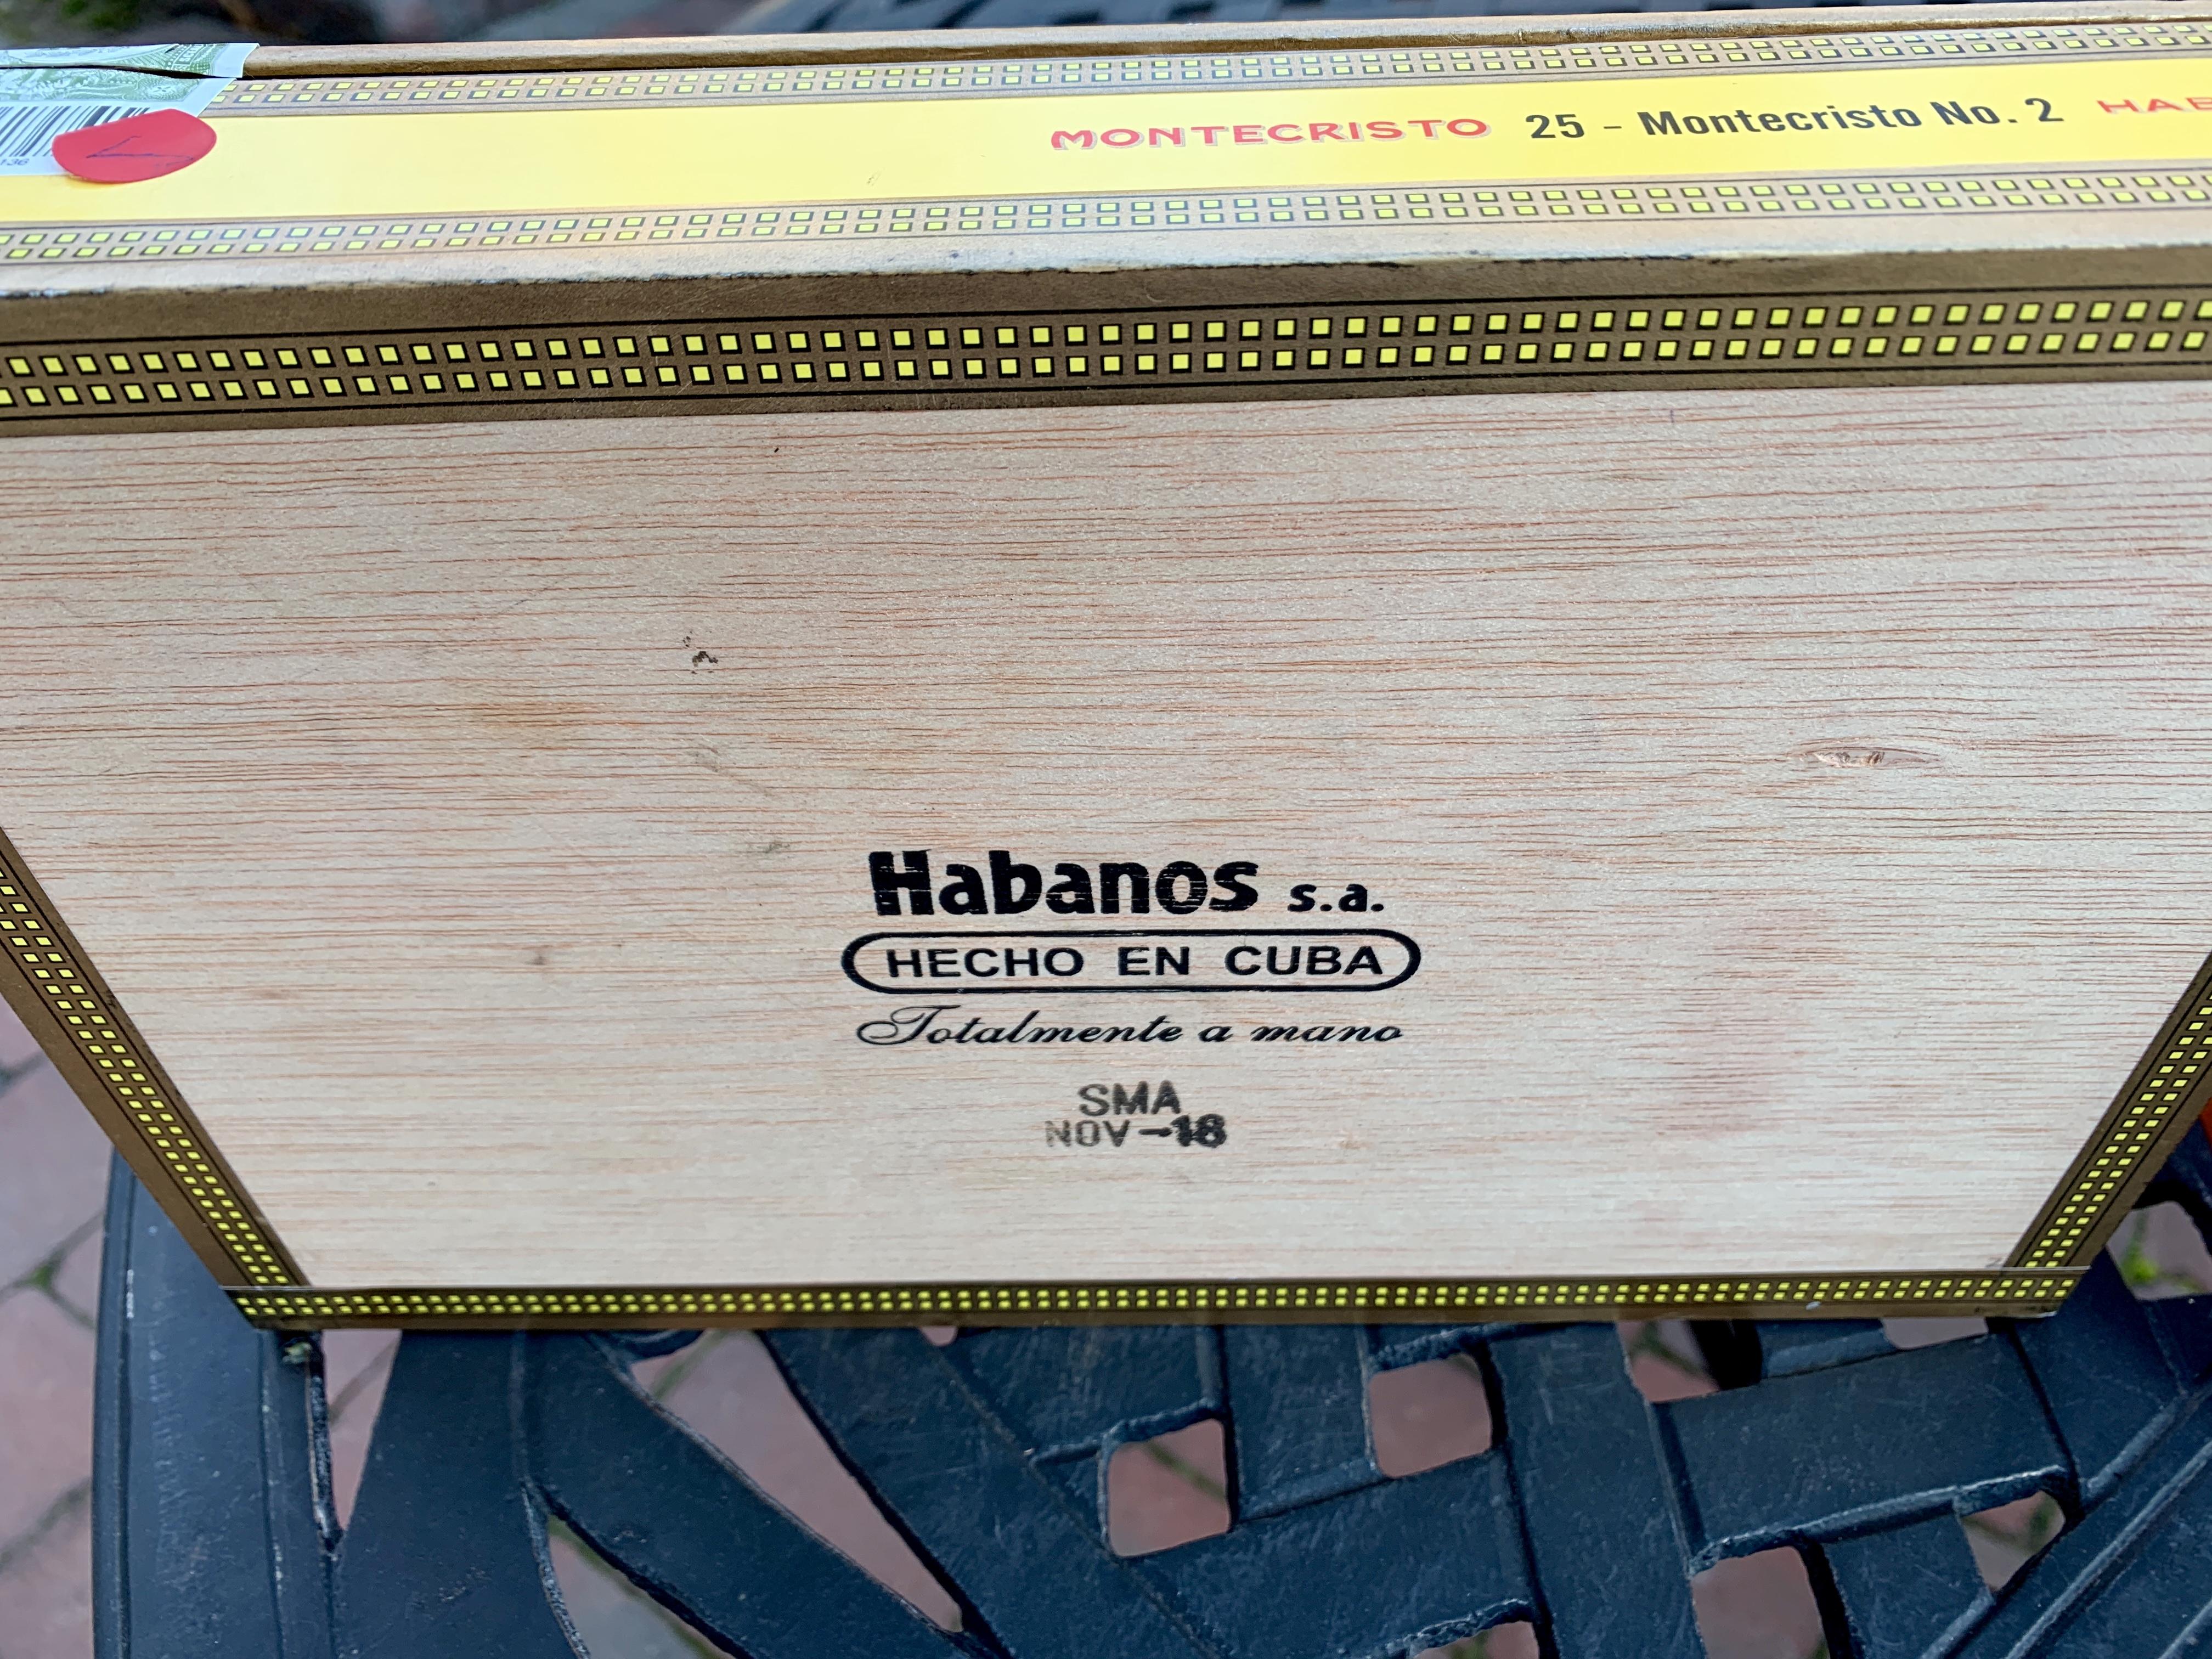 MONTECRISTO 25 - Montecristo No. 2
Habanos s.a.
HECHO EN CUBA
Totalmente a mano
SMA
NOV-18